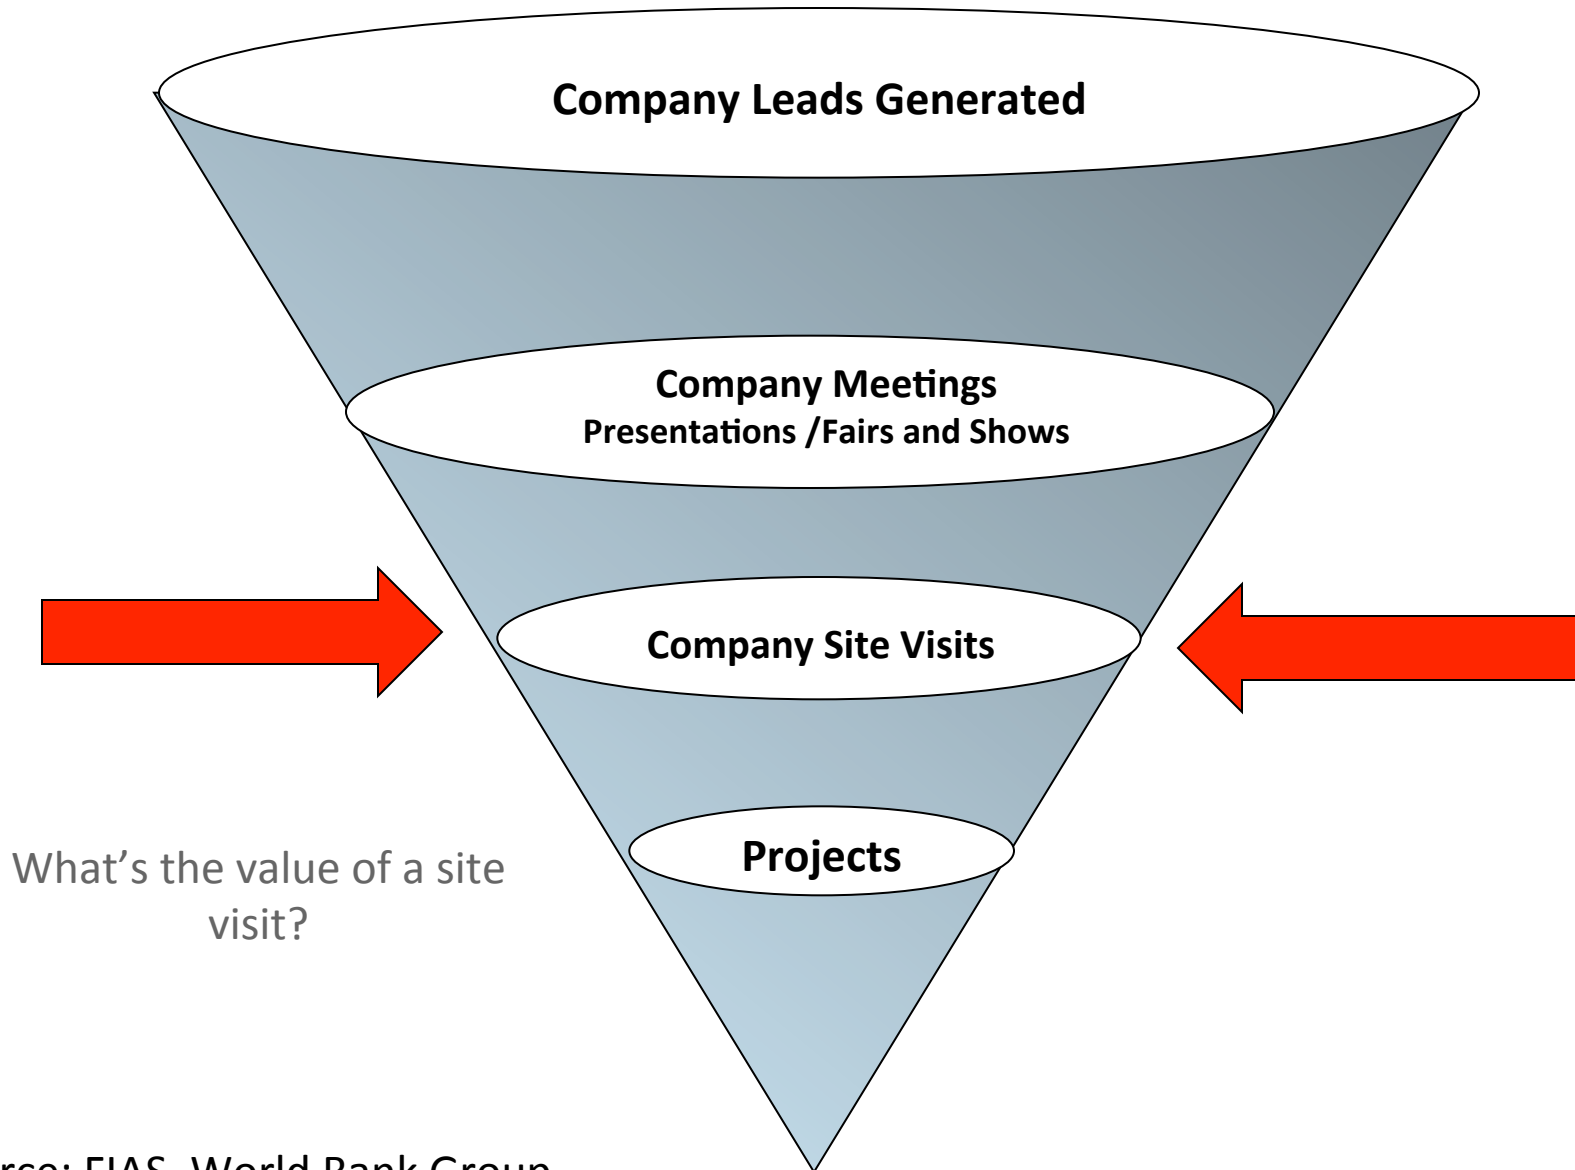 Company Leads Generated
Company Meetings
Presentations /Fairs and Shows
Company Site Visits
Projects
What’s the value of a site
visit?
FIAS, World Bank Group